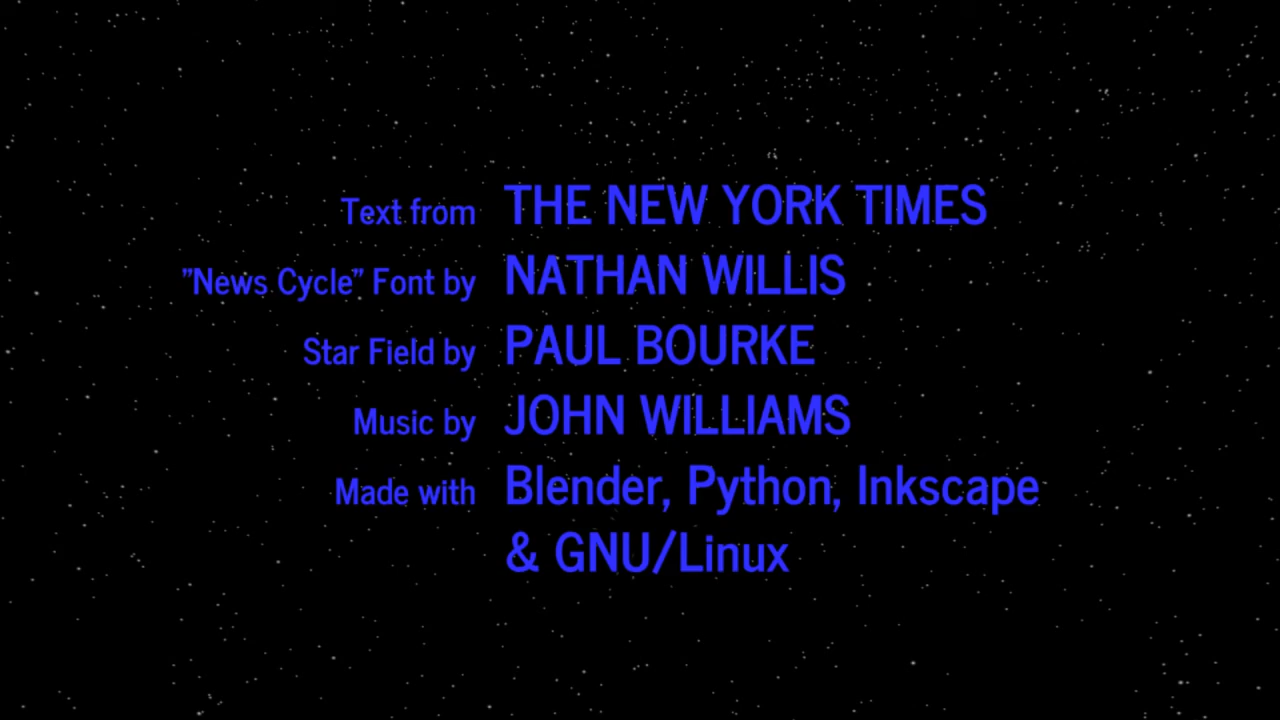 Text from THE NEW YORK TIMES
"News Cycle" Font by NATHAN WILLIS
Star Field by PAUL BOURKE
Music by JOHN WILLIAMS
Made with Blender, Python, Inkscape
& GNU/Linux